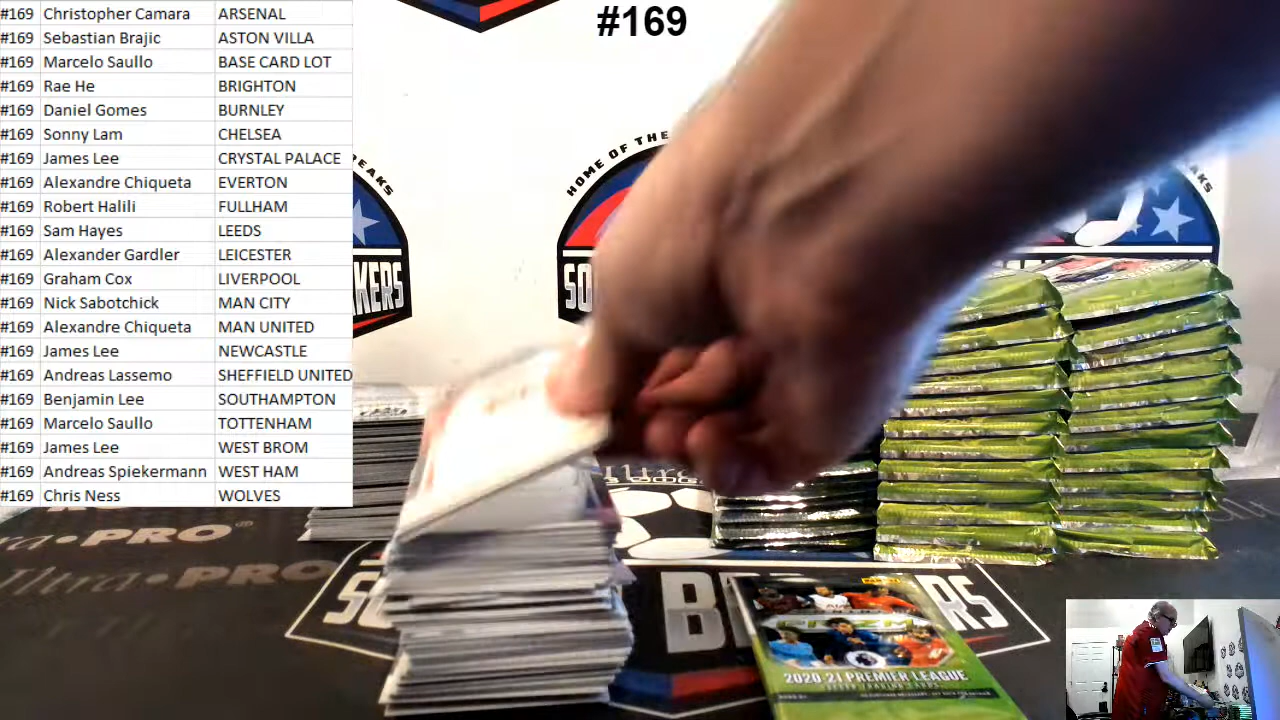 #169 Christopher Camara ARSENAL
#169 Sebastian Brajic ASTON VILLA
#169 Marcelo Saullo BASE CARD LOT
#169 Rae He BRIGHTON
#169 Daniel Gomes BURNLEY
#169 Sonny Lam CHELSEA
#169 James Lee CRYSTAL PALACE
#169 Alexandre Chiqueta EVERTON
#169 Robert Halili FULLHAM
#169 Sam Hayes LEEDS
#169 Alexander Gardler LEICESTER
#169 Graham Cox LIVERPOOL
#169 Nick Sabotchick MAN CITY
#169 Alexandre Chiqueta MAN UNITED
#169 James Lee NEWCASTLE
#169 Andreas Lassemo SHEFFIELD UNITED
#169 Benjamin Lee SOUTHAMPTON
#169 Marcelo Saullo TOTTENHAM
#169 James Lee WEST BROM
#169 Andreas Spiekermann WEST HAM
#169 Chris Ness WOLVES
#169
HOME OF THE
PRO®
PRO
PANINI
PRIZM
2020-21 PREMIER LEAGUE